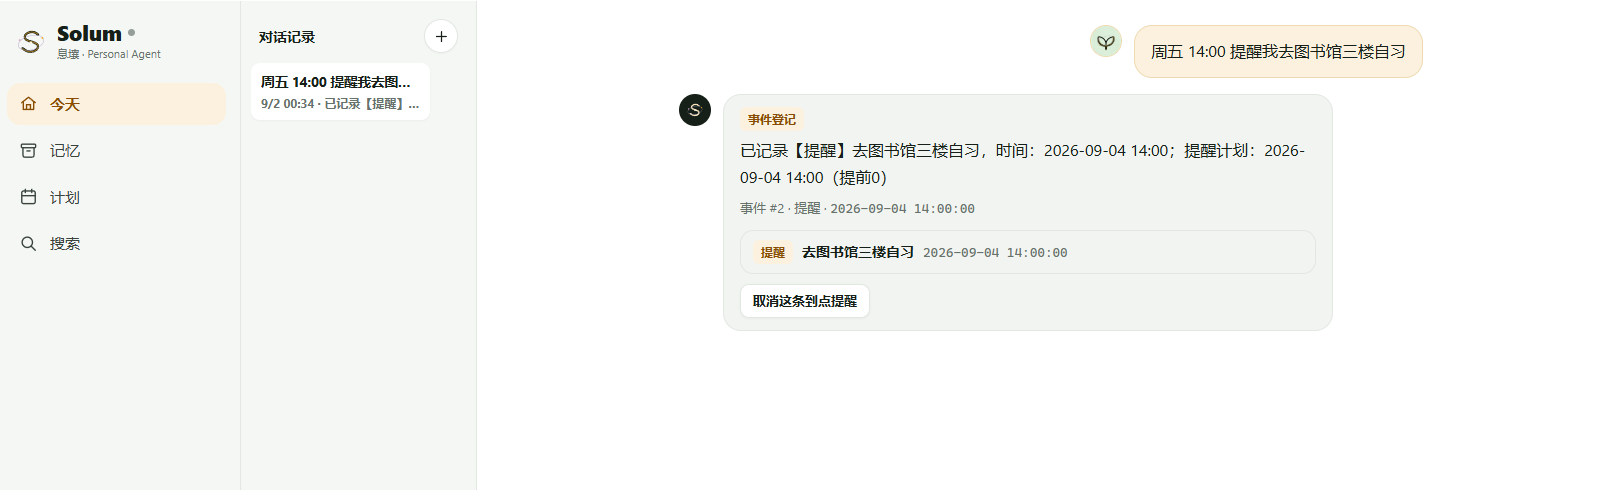 Solum
息壤 · Personal Agent
今天
记忆
计划
搜索
对话记录
周五 14:00 提醒我去图...
9/2 00:34 · 已记录【提醒】...
周五 14:00 提醒我去图书馆三楼自习
事件登记
已记录【提醒】去图书馆三楼自习，时间：2026-09-04 14:00；提醒计划：2026-
09-04 14:00（提前0）
事件 #2 · 提醒 · 2026-09-04 14:00:00
提醒 去图书馆三楼自习 2026-09-04 14:00:00
取消这条到点提醒